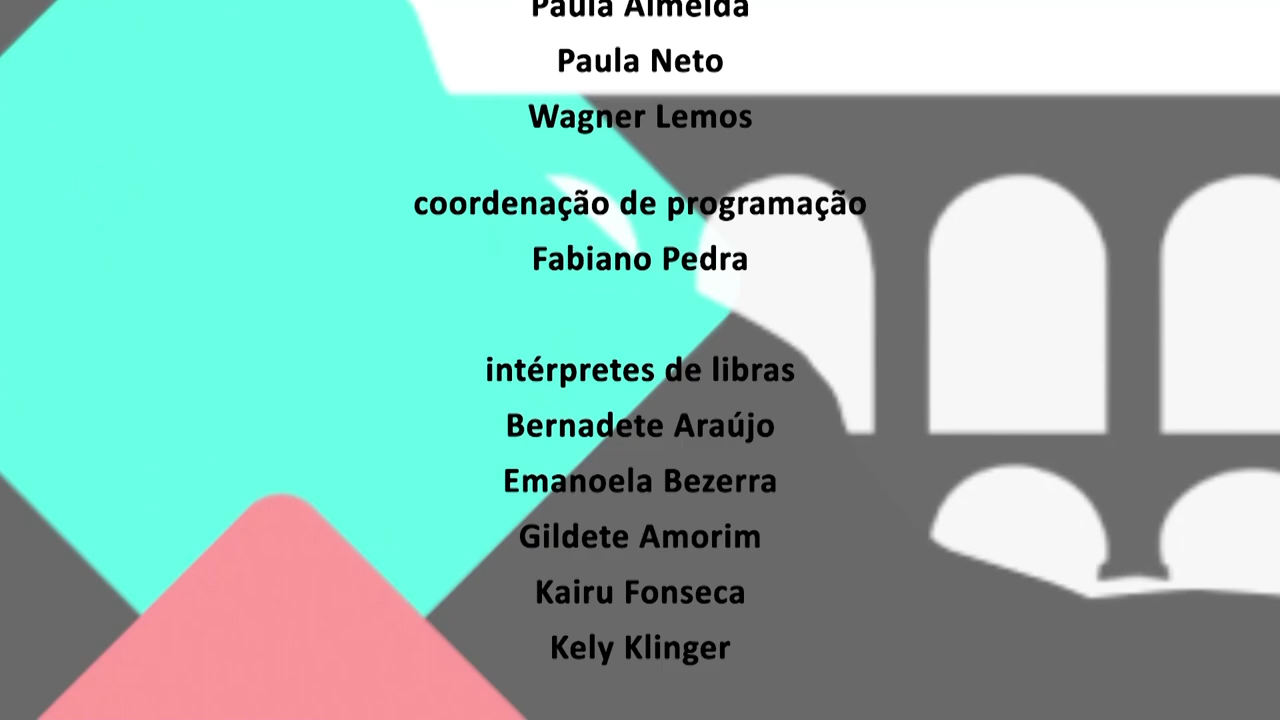 Paula Almeida
Paula Neto
Wagner Lemos
coordenação de programação
Fabiano Pedra
intérpretes de libras
Bernadete Araújo
Emanoela Bezerra
Gildete Amorim
Kairu Fonseca
Kely Klinger